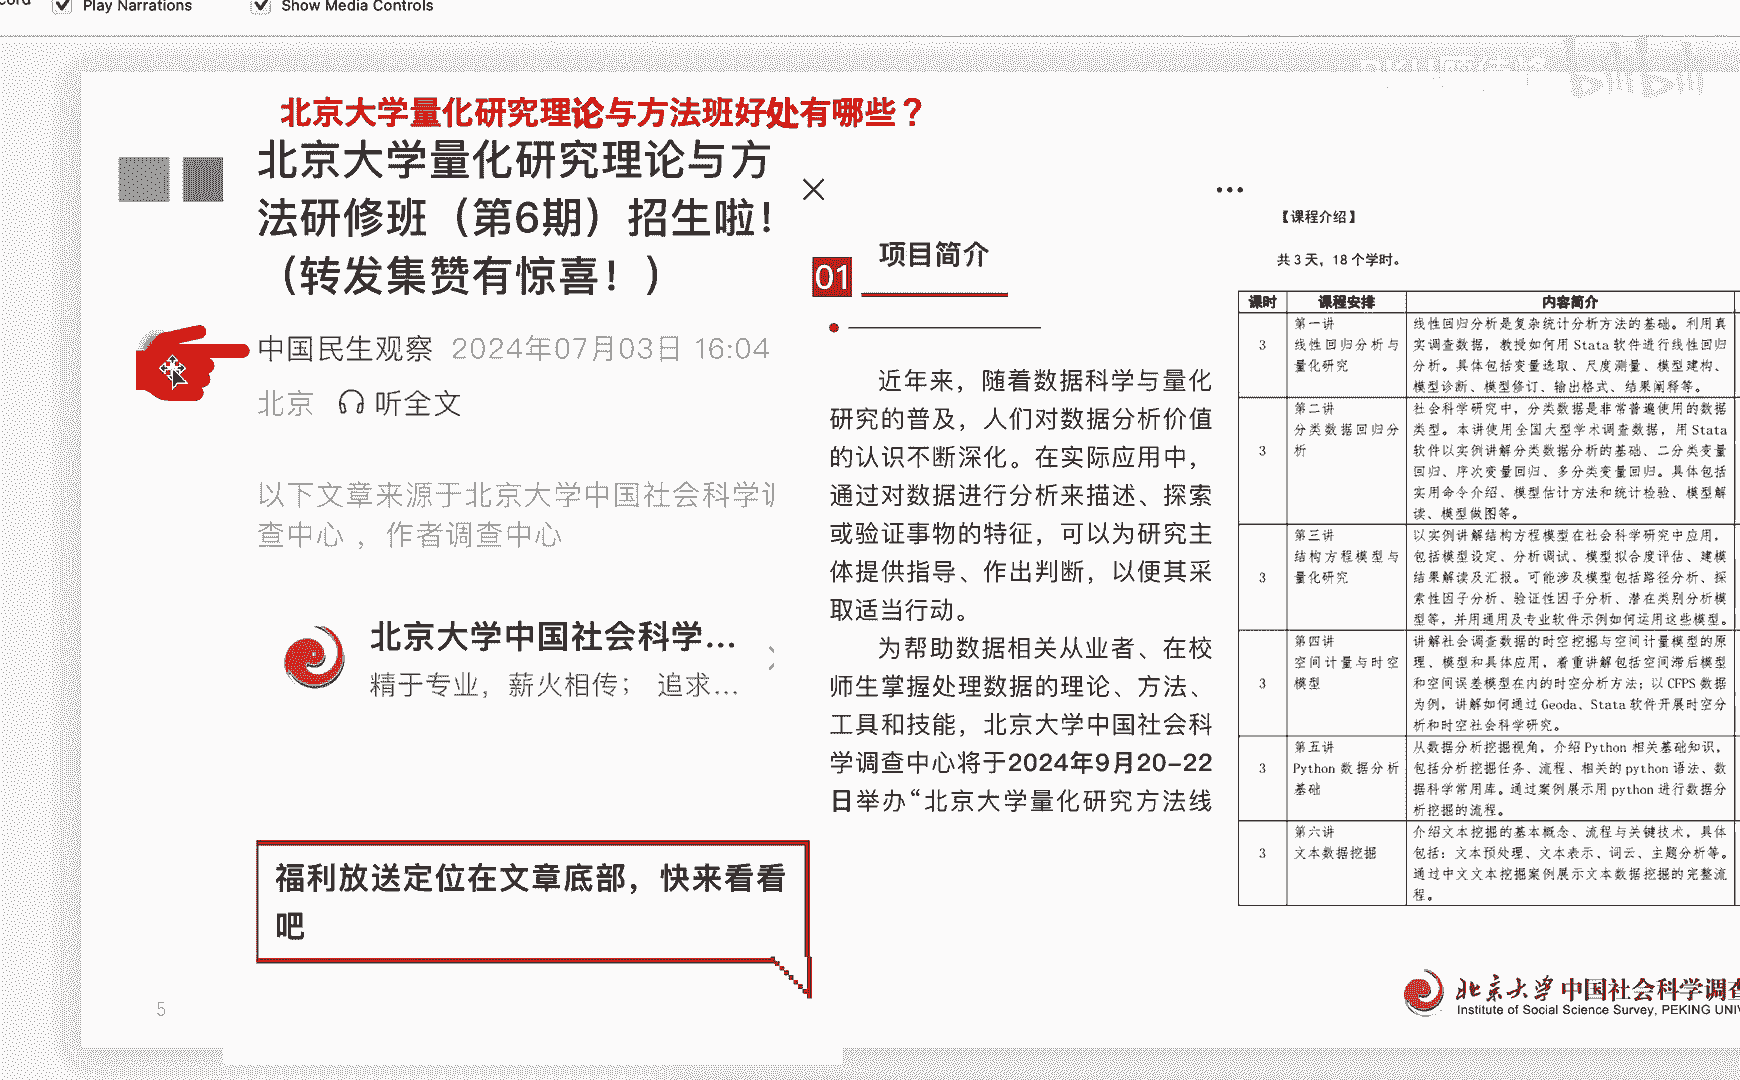 Play Narrations
Show Media Controls
北京大学量化研究理论与方法班好处有哪些？
北京大学量化研究理论与方
法研修班（第6期）招生啦！
（转发集赞有惊喜！）
中国民生观察 2024年07月03日 16:04
北京 听全文
以下文章来源于北京大学中国社会科学
查中心 ，作者调查中心
北京大学中国社会科学...
精于专业，薪火相传； 追求...
福利放送定位在文章底部，快来看看
吧
5
01 项目简介
近年来，随着数据科学与量化
研究的普及，人们对数据分析价值
的认识不断深化。在实际应用中，
通过对数据进行分析来描述、探索
或验证事物的特征，可以为研究主
体提供指导、作出判断，以便其采
取适当行动。
为帮助数据相关从业者、在校
师生掌握处理数据的理论、方法、
工具和技能，北京大学中国社会科
学调查中心将于2024年9月20-22
日举办“北京大学量化研究方法线
【课程介绍】
共 3 天，18 个学时。
课时 课程安排 内容简介
3
第一讲
线性回归分析与
量化研究
线性回归分析是复杂统计分析方法的基础。利用真
实调查数据，教授如何用 Stata 软件进行线性回归
分析。具体包括变量选取、尺度测量、模型建构、
模型诊断、模型修订、输出格式、结果阐释等。
3
第二讲
分类数据回归分
析
社会科学研究中，分类数据是非常普遍使用的数据
类型。本讲使用全国大型学术调查数据，用 Stata
软件以实例讲解分类数据分析的基础、二分类变量
回归、序次变量回归、多分类变量回归。具体包括
实用命令介绍、模型估计方法和统计检验、模型解
读、模型做图等。
3
第三讲
结构方程模型与
量化研究
以实例讲解结构方程模型在社会科学研究中应用，
包括模型设定、分析调试、模型拟合度评估、建模
结果解读及汇报。可能涉及模型包括路径分析、探
索性因子分析、验证性因子分析、潜在类别分析模
型等，并用通用及专业软件示例如何运用这些模型。
3
第四讲
空间计量与时空
模型
讲解社会调查数据的时空挖掘与空间计量模型的原
理、模型和具体应用，着重讲解包括空间滞后模型
和空间误差模型在内的时空分析方法；以 CFPS 数据
为例，讲解如何通过 Geoda、Stata 软件开展时空分
析和时空社会科学研究。
3
第五讲
Python 数据分析
基础
从数据分析挖掘视角，介绍 Python 相关基础知识，
包括分析挖掘任务、流程、相关的 python 语法、数
据科学常用库。通过案例展示用 python 进行数据分
析挖掘的流程。
3
第六讲
文本数据挖掘
介绍文本挖掘的基本概念、流程与关键技术，具体
包括：文本预处理、文本表示、词云、主题分析等。
通过中文文本挖掘案例展示文本数据挖掘的完整流
程。
北京大学 中国社会科学调
Institute of Social Science Survey, PEKING UNI
bilibili